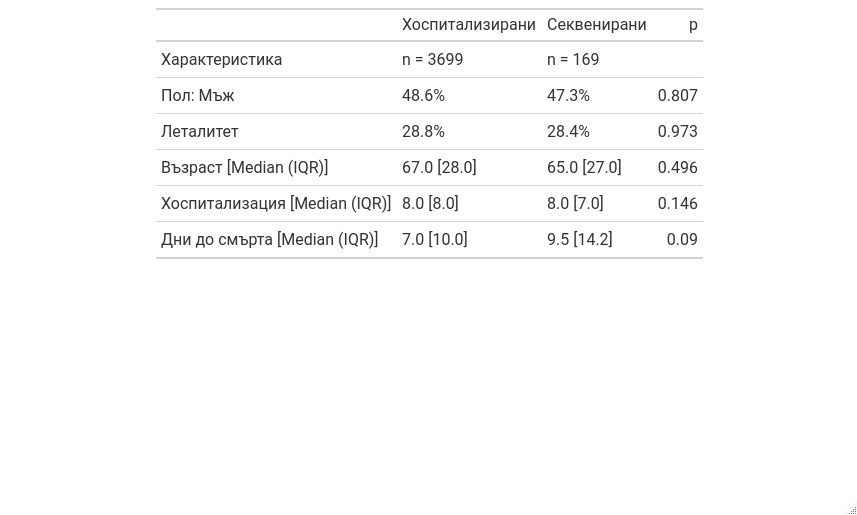 Хоспитализирани Секвенирани p
Характеристика n = 3699 n = 169
Пол: Мъж 48.6% 47.3% 0.807
Леталитет 28.8% 28.4% 0.973
Възраст [Median (IQR)] 67.0 [28.0] 65.0 [27.0] 0.496
Хоспитализация [Median (IQR)] 8.0 [8.0] 8.0 [7.0] 0.146
Дни до смърта [Median (IQR)] 7.0 [10.0] 9.5 [14.2] 0.09